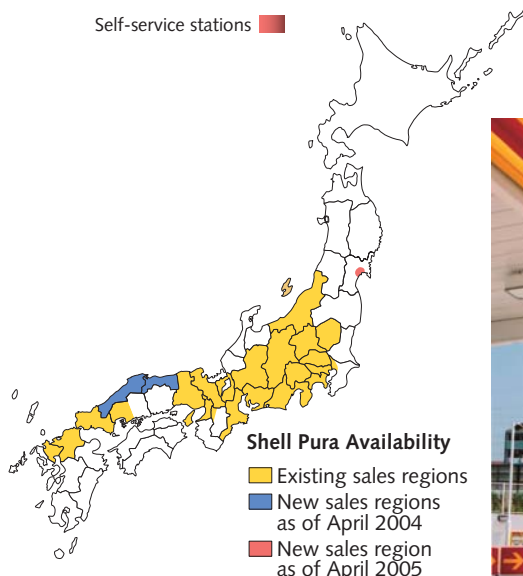 Self-service stations
Shell Pura Availability
Existing sales regions
New sales regions
as of April 2004
New sales region
as of April 2005